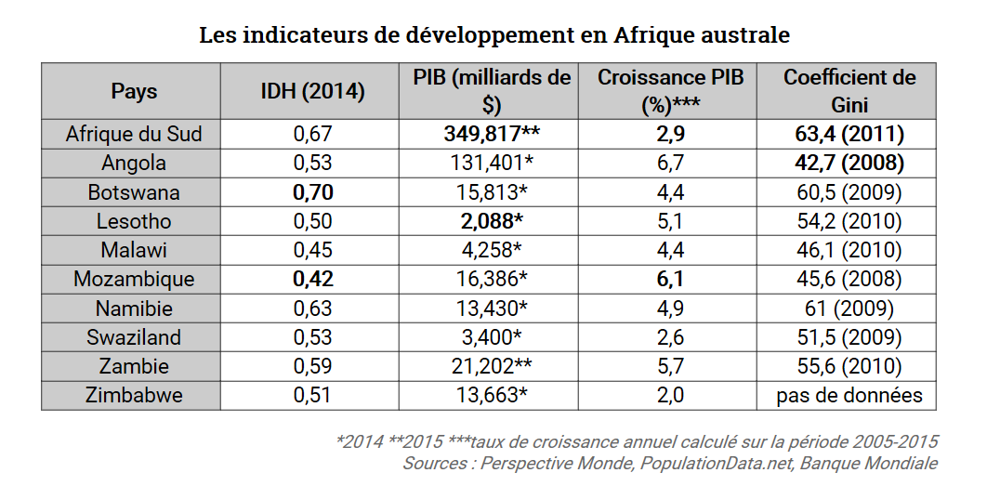 Les indicateurs de développement en Afrique australe
Pays IDH (2014) PIB (milliards de $) Croissance PIB (%)*** Coefficient de Gini
Afrique du Sud 0,67 349,817** 2,9 63,4 (2011)
Angola 0,53 131,401* 6,7 42,7 (2008)
Botswana 0,70 15,813* 4,4 60,5 (2009)
Lesotho 0,50 2,088* 5,1 54,2 (2010)
Malawi 0,45 4,258* 4,4 46,1 (2010)
Mozambique 0,42 16,386* 6,1 45,6 (2008)
Namibie 0,63 13,430* 4,9 61 (2009)
Swaziland 0,53 3,400* 2,6 51,5 (2009)
Zambie 0,59 21,202** 5,7 55,6 (2010)
Zimbabwe 0,51 13,663* 2,0 pas de données
*2014 **2015 ***taux de croissance annuel calculé sur la période 2005-2015
Sources : Perspective Monde, PopulationData.net, Banque Mondiale